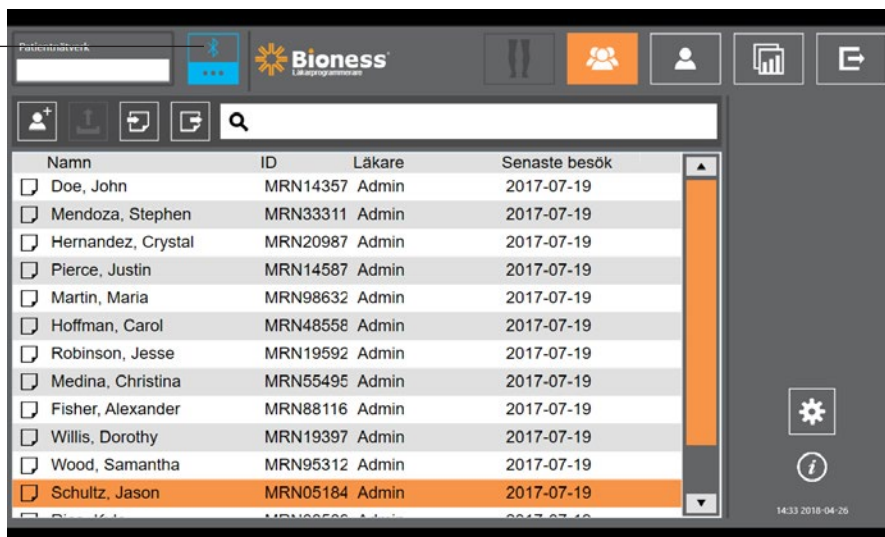 Patientnätverk
Bioness
Läkarprogrammerare
Namn ID Läkare Senaste besök
Doe, John MRN14357 Admin 2017-07-19
Mendoza, Stephen MRN33311 Admin 2017-07-19
Hernandez, Crystal MRN20987 Admin 2017-07-19
Pierce, Justin MRN14587 Admin 2017-07-19
Martin, Maria MRN98632 Admin 2017-07-19
Hoffman, Carol MRN48558 Admin 2017-07-19
Robinson, Jesse MRN19592 Admin 2017-07-19
Medina, Christina MRN55495 Admin 2017-07-19
Fisher, Alexander MRN88116 Admin 2017-07-19
Willis, Dorothy MRN19397 Admin 2017-07-19
Wood, Samantha MRN95312 Admin 2017-07-19
Schultz, Jason MRN05184 Admin 2017-07-19
14:33 2018-04-26